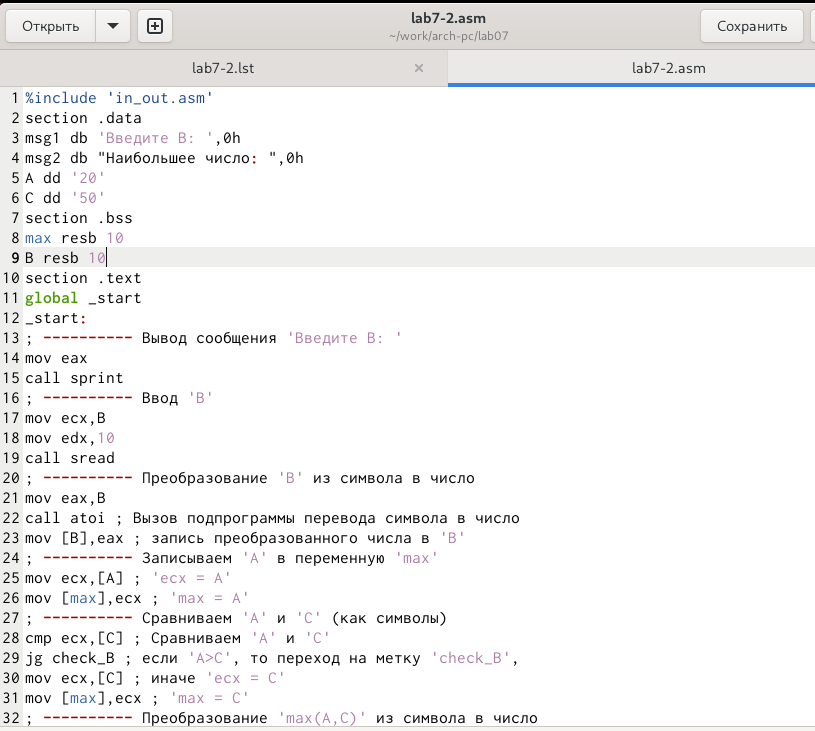 Открыть
lab7-2.asm
~/work/arch-pc/lab07
Сохранить
lab7-2.lst
lab7-2.asm
1 %include 'in_out.asm'
2 section .data
3 msg1 db 'Введите B: ',0h
4 msg2 db "Наибольшее число: ",0h
5 A dd '20'
6 C dd '50'
7 section .bss
8 max resb 10
9 B resb 10
10 section .text
11 global _start
12 _start:
13 ; ---------- Вывод сообщения 'Введите B: '
14 mov eax
15 call sprint
16 ; ---------- Ввод 'B'
17 mov ecx,B
18 mov edx,10
19 call sread
20 ; ---------- Преобразование 'B' из символа в число
21 mov eax,B
22 call atoi ; Вызов подпрограммы перевода символа в число
23 mov [B],eax ; запись преобразованного числа в 'B'
24 ; ---------- Записываем 'A' в переменную 'max'
25 mov ecx,[A] ; 'ecx = A'
26 mov [max],ecx ; 'max = A'
27 ; ---------- Сравниваем 'A' и 'C' (как символы)
28 cmp ecx,[C] ; Сравниваем 'A' и 'C'
29 jg check_B ; если 'A>C', то переход на метку 'check_B',
30 mov ecx,[C] ; иначе 'ecx = C'
31 mov [max],ecx ; 'max = C'
32 ; ---------- Преобразование 'max(A,C)' из символа в число